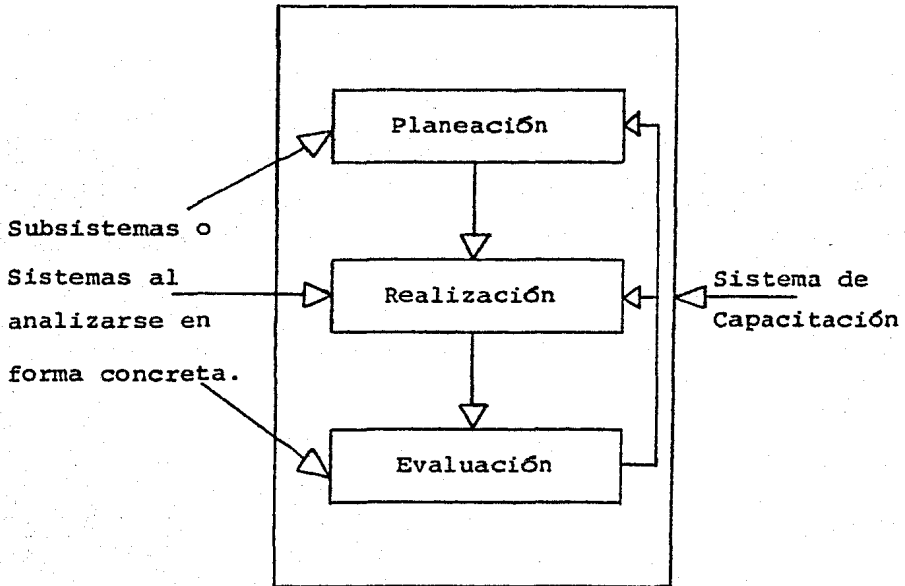 Planeación
Subsistemas o
Sistemas al
analizarse en
forma concreta.
Realización
Sistema de
Capacitación
Evaluación